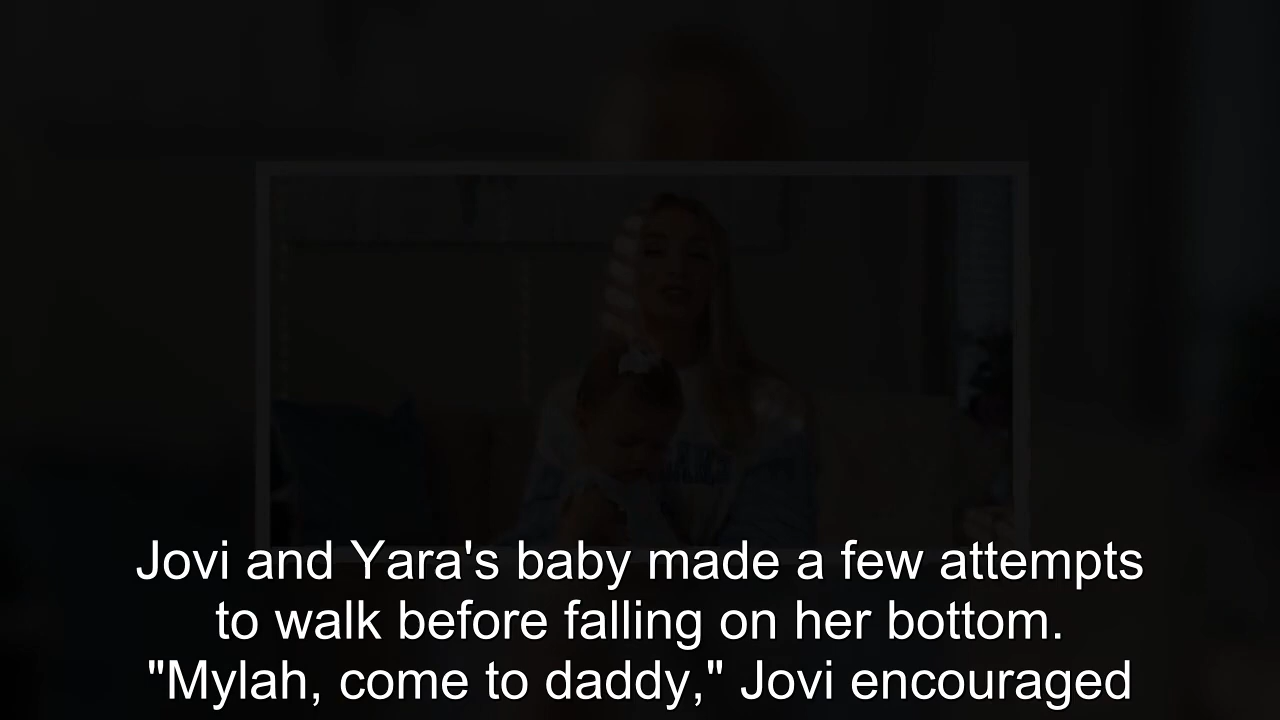 Jovi and Yara's baby made a few attempts
to walk before falling on her bottom.
"Mylah, come to daddy," Jovi encouraged